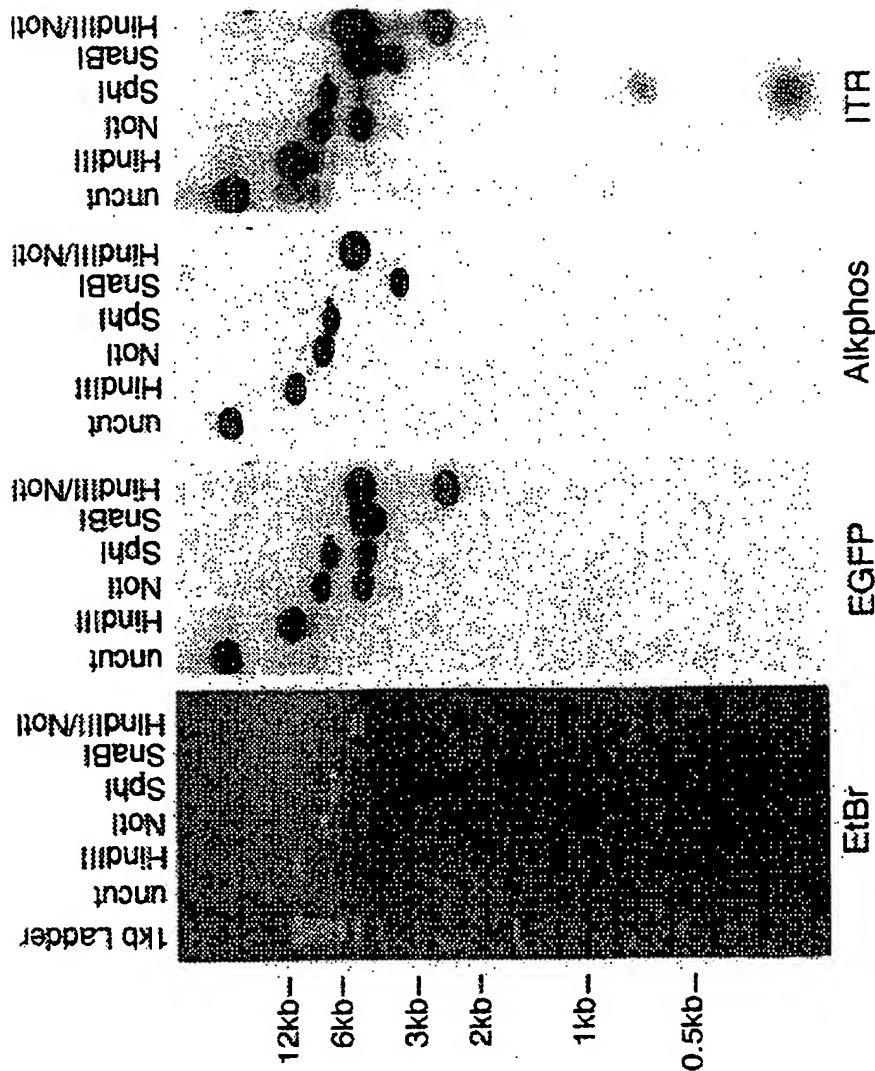 1kb Ladder
uncut
HindIII
NotI
SphI
SnaBI
HindIII/NotI
uncut
HindIII
NotI
SphI
SnaBI
HindIII/NotI
uncut
HindIII
NotI
SphI
SnaBI
HindIII/NotI
uncut
HindIII
NotI
SphI
SnaBI
HindIII/NotI
12kb–
6kb–
3kb–
2kb–
1kb–
0.5kb–
EtBr
EGFP
Alkphos
ITR